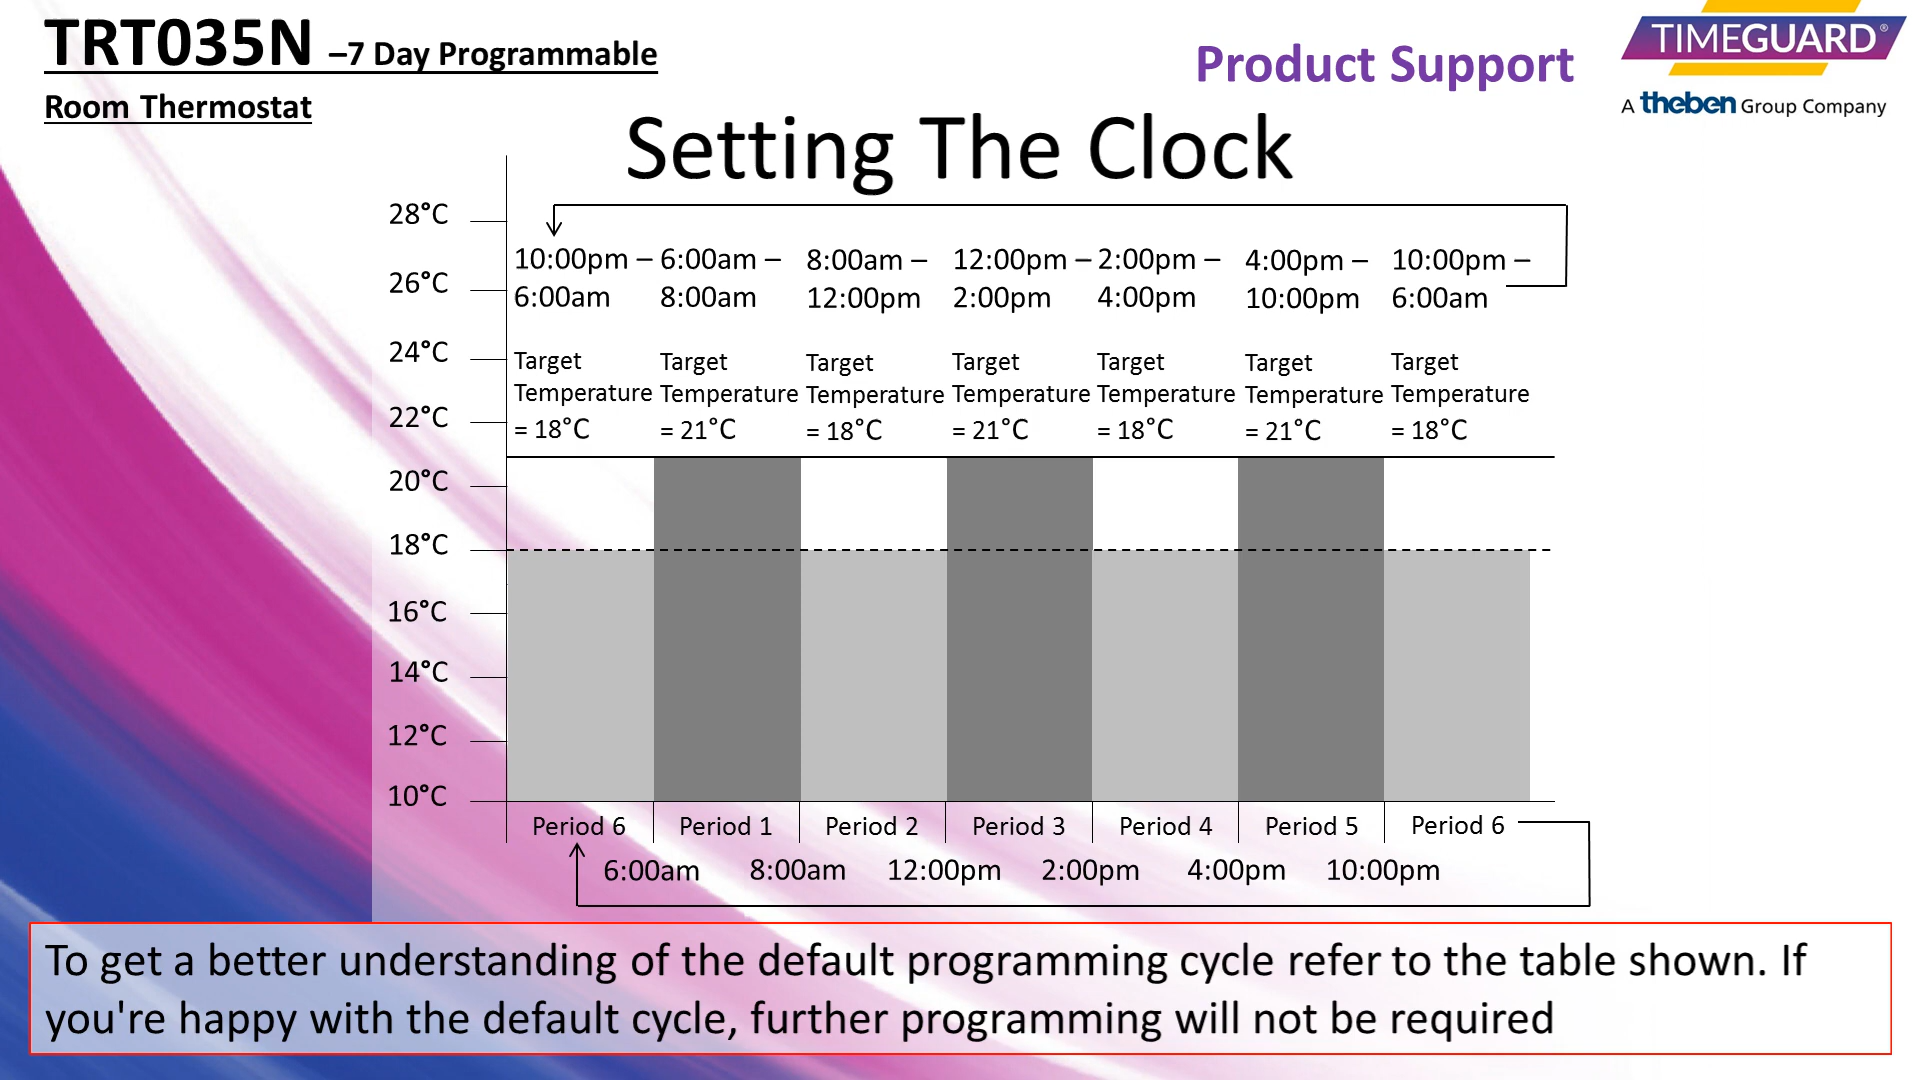 TRT035N –7 Day Programmable
Room Thermostat
Product Support
TIMEGUARD®
A theben Group Company
Setting The Clock
28°C
26°C
24°C
22°C
20°C
18°C
16°C
14°C
12°C
10°C
10:00pm – 6:00am – 8:00am – 12:00pm – 2:00pm – 4:00pm – 10:00pm –
6:00am 8:00am 12:00pm 2:00pm 4:00pm 10:00pm 6:00am
Target Target Target Target Target Target Target
Temperature Temperature Temperature Temperature Temperature Temperature Temperature
= 18°C = 21°C = 18°C = 21°C = 18°C = 21°C = 18°C
Period 6 Period 1 Period 2 Period 3 Period 4 Period 5 Period 6
6:00am 8:00am 12:00pm 2:00pm 4:00pm 10:00pm
To get a better understanding of the default programming cycle refer to the table shown. If
you're happy with the default cycle, further programming will not be required